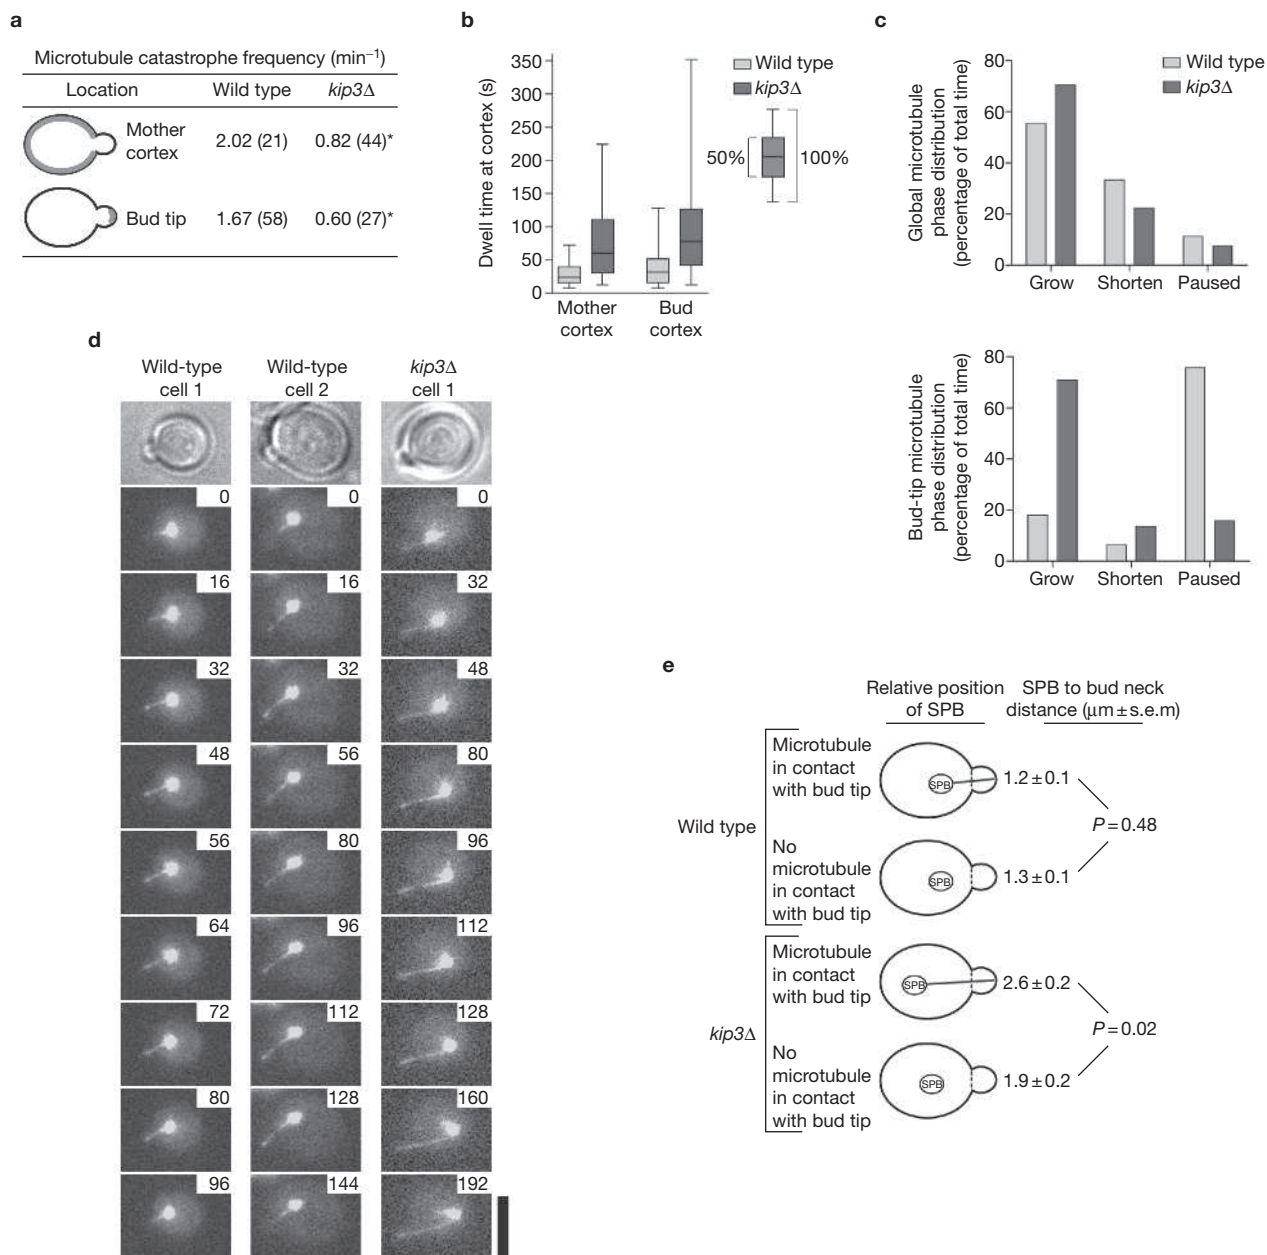 a
Microtubule catastrophe frequency (min⁻¹)
Location Wild type kip3Δ
Mother
cortex
2.02 (21) 0.82 (44)*
Bud tip 1.67 (58) 0.60 (27)*
b
Dwell time at cortex (s)
350
300
250
200
150
100
50
0
Mother
cortex
Bud
cortex
Wild type
kip3Δ
50% 100%
c
Global microtubule
phase distribution
(percentage of total time)
80
60
40
20
0
Grow Shorten Paused
Wild type
kip3Δ
Bud-tip microtubule
phase distribution
(percentage of total time)
80
60
40
20
0
Grow Shorten Paused
d
Wild-type
cell 1
Wild-type
cell 2
kip3Δ
cell 1
0 0 0
16 16 32
32 32 48
48 56 80
56 80 96
64 96 112
72 112 128
80 128 160
96 144 192
e
Relative position
of SPB
SPB to bud neck
distance (μm ± s.e.m)
Wild type
Microtubule
in contact
with bud tip
SPB
1.2 ± 0.1
P = 0.48
No
microtubule
in contact
with bud tip
SPB
1.3 ± 0.1
kip3Δ
Microtubule
in contact
with bud tip
SPB
2.6 ± 0.2
P = 0.02
No
microtubule
in contact
with bud tip
SPB
1.9 ± 0.2